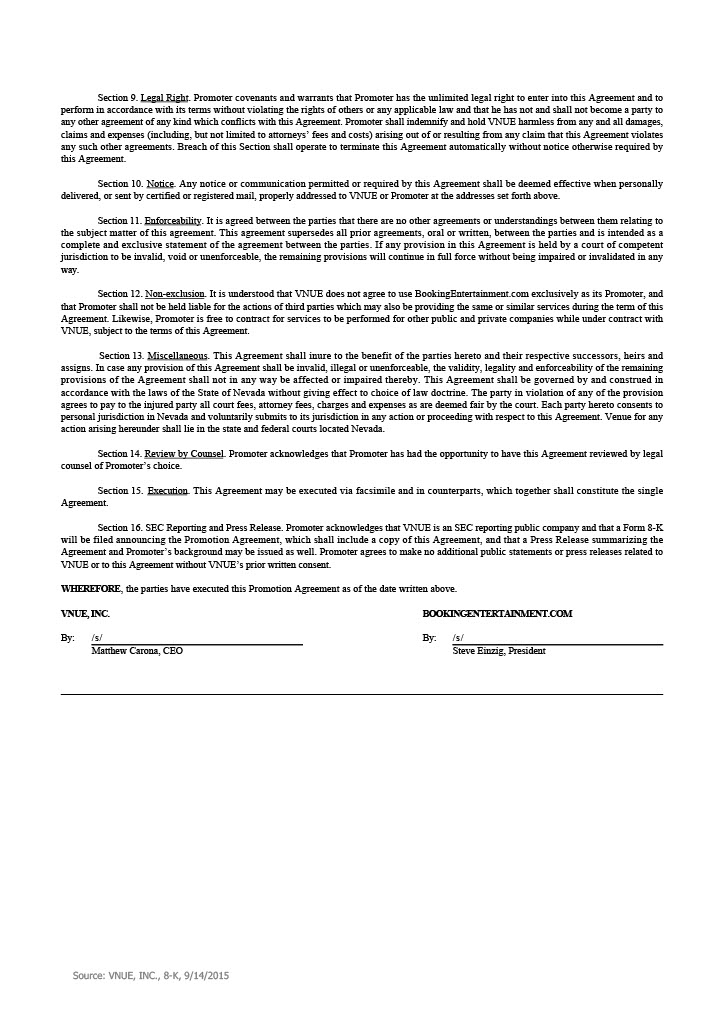 Section 9. Legal Right. Promoter covenants and warrants that Promoter has the unlimited legal right to enter into this Agreement and to
perform in accordance with its terms without violating the rights of others or any applicable law and that he has not and shall not become a party to
any other agreement of any kind which conflicts with this Agreement. Promoter shall indemnify and hold VNUE harmless from any and all damages,
claims and expenses (including, but not limited to attorneys' fees and costs) arising out of or resulting from any claim that this Agreement violates
any such other agreements. Breach of this Section shall operate to terminate this Agreement automatically without notice otherwise required by
this Agreement.
Section 10. Notice. Any notice or communication permitted or required by this Agreement shall be deemed effective when personally
delivered, or sent by certified or registered mail, properly addressed to VNUE or Promoter at the addresses set forth above.
Section 11. Enforceability. It is agreed between the parties that there are no other agreements or understandings between them relating to
the subject matter of this agreement. This agreement supersedes all prior agreements, oral or written, between the parties and is intended as a
complete and exclusive statement of the agreement between the parties. If any provision in this Agreement is held by a court of competent
jurisdiction to be invalid, void or unenforceable, the remaining provisions will continue in full force without being impaired or invalidated in any
way.
Section 12. Non-exclusion. It is understood that VNUE does not agree to use BookingEntertainment.com exclusively as its Promoter, and
that Promoter shall not be held liable for the actions of third parties which may also be providing the same or similar services during the term of this
Agreement. Likewise, Promoter is free to contract for services to be performed for other public and private companies while under contract with
VNUE, subject to the terms of this Agreement.
Section 13. Miscellaneous. This Agreement shall inure to the benefit of the parties hereto and their respective successors, heirs and
assigns. In case any provision of this Agreement shall be invalid, illegal or unenforceable, the validity, legality and enforceability of the remaining
provisions of the Agreement shall not in any way be affected or impaired thereby. This Agreement shall be governed by and construed in
accordance with the laws of the State of Nevada without giving effect to choice of law doctrine. The party in violation of any of the provision
agrees to pay to the injured party all court fees, attorney fees, charges and expenses as are deemed fair by the court. Each party hereto consents to
personal jurisdiction in Nevada and voluntarily submits to its jurisdiction in any action or proceeding with respect to this Agreement. Venue for any
action arising hereunder shall lie in the state and federal courts located Nevada.
Section 14. Review by Counsel. Promoter acknowledges that Promoter has had the opportunity to have this Agreement reviewed by legal
counsel of Promoter's choice.
Section 15. Execution. This Agreement may be executed via facsimile and in counterparts, which together shall constitute the single
Agreement.
Section 16. SEC Reporting and Press Release. Promoter acknowledges that VNUE is an SEC reporting public company and that a Form 8-K
will be filed announcing the Promotion Agreement, which shall include a copy of this Agreement, and that a Press Release summarizing the
Agreement and Promoter's background may be issued as well. Promoter agrees to make no additional public statements or press releases related to
VNUE or to this Agreement without VNUE's prior written consent.
WHEREFORE, the parties have executed this Promotion Agreement as of the date written above.
VNUE, INC. BOOKINGENTERTAINMENT.COM
By: /s/ By: /s/
Matthew Carona, CEO Steve Einzig, President
Source: VNUE, INC., 8-K, 9/14/2015